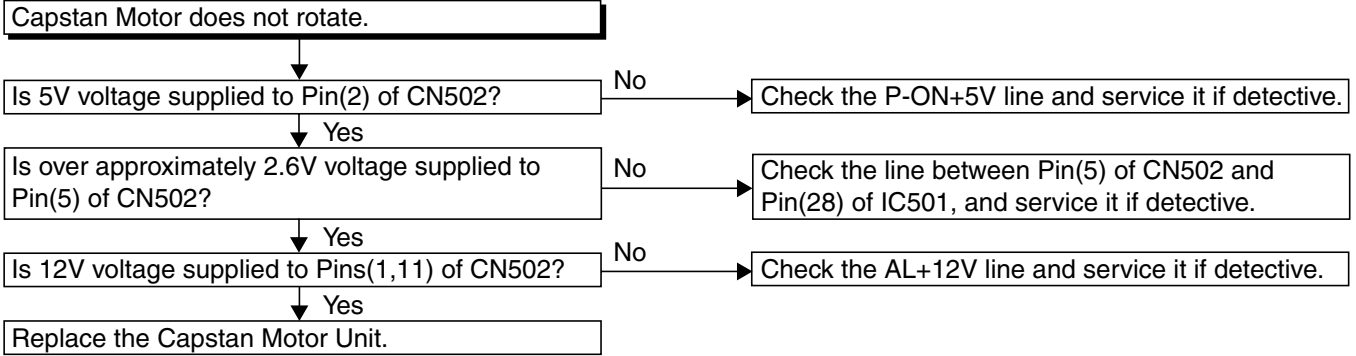 Capstan Motor does not rotate.
Is 5V voltage supplied to Pin(2) of CN502?
No
Check the P-ON+5V line and service it if detective.
Yes
Is over approximately 2.6V voltage supplied to
Pin(5) of CN502?
No
Check the line between Pin(5) of CN502 and
Pin(28) of IC501, and service it if detective.
Yes
Is 12V voltage supplied to Pins(1,11) of CN502?
No
Check the AL+12V line and service it if detective.
Yes
Replace the Capstan Motor Unit.